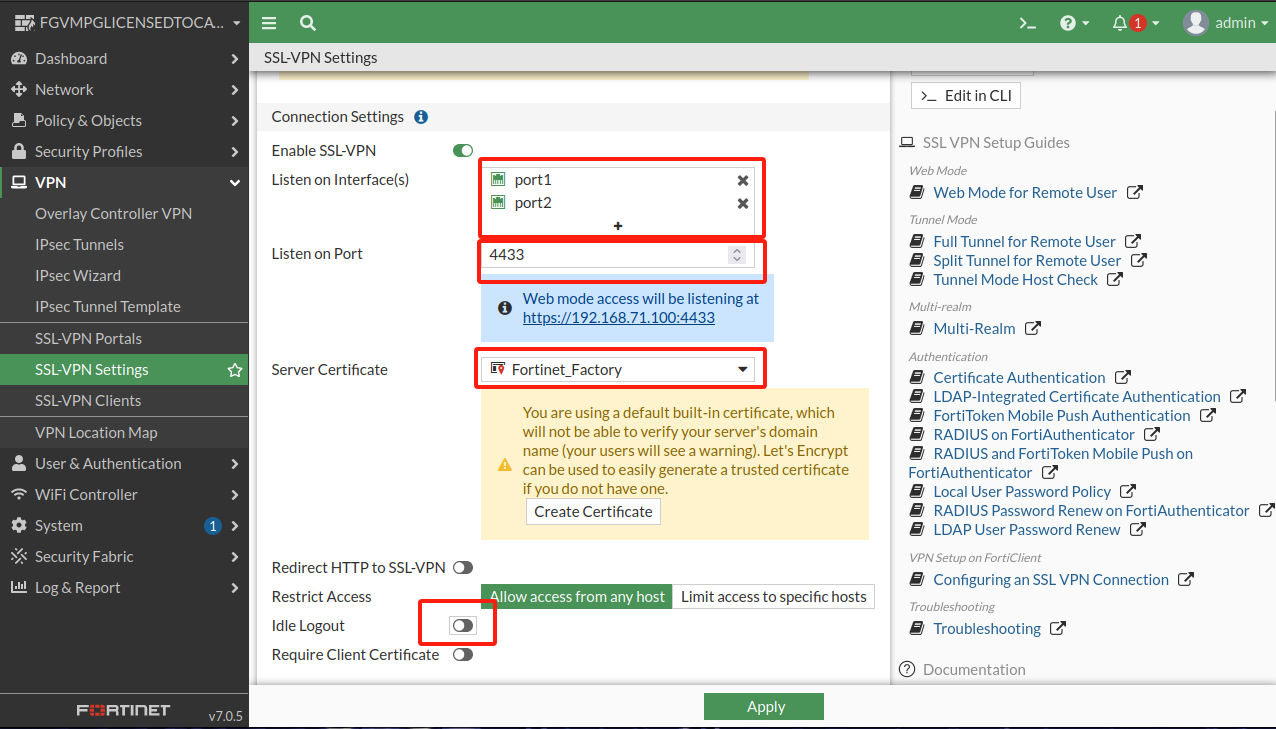 FGVMPGLICENSEDTOCA...
1
admin
Dashboard
Network
Policy & Objects
Security Profiles
VPN
Overlay Controller VPN
IPsec Tunnels
IPsec Wizard
IPsec Tunnel Template
SSL-VPN Portals
SSL-VPN Settings
SSL-VPN Clients
VPN Location Map
User & Authentication
WiFi Controller
System 1
Security Fabric
Log & Report
FORTINET
v7.0.5
SSL-VPN Settings
Connection Settings
Enable SSL-VPN
Listen on Interface(s)
port1
port2
Listen on Port
4433
Web mode access will be listening at
https://192.168.71.100:4433
Server Certificate
Fortinet_Factory
You are using a default built-in certificate, which
will not be able to verify your server's domain
name (your users will see a warning). Let's Encrypt
can be used to easily generate a trusted certificate
if you do not have one.
Create Certificate
Redirect HTTP to SSL-VPN
Restrict Access
Allow access from any host
Limit access to specific hosts
Idle Logout
Require Client Certificate
Apply
>_ Edit in CLI
SSL VPN Setup Guides
Web Mode
Web Mode for Remote User
Tunnel Mode
Full Tunnel for Remote User
Split Tunnel for Remote User
Tunnel Mode Host Check
Multi-realm
Multi-Realm
Authentication
Certificate Authentication
LDAP-Integrated Certificate Authentication
FortiToken Mobile Push Authentication
RADIUS on FortiAuthenticator
RADIUS and FortiToken Mobile Push on
FortiAuthenticator
Local User Password Policy
RADIUS Password Renew on FortiAuthenticator
LDAP User Password Renew
VPN Setup on FortiClient
Configuring an SSL VPN Connection
Troubleshooting
Troubleshooting
Documentation